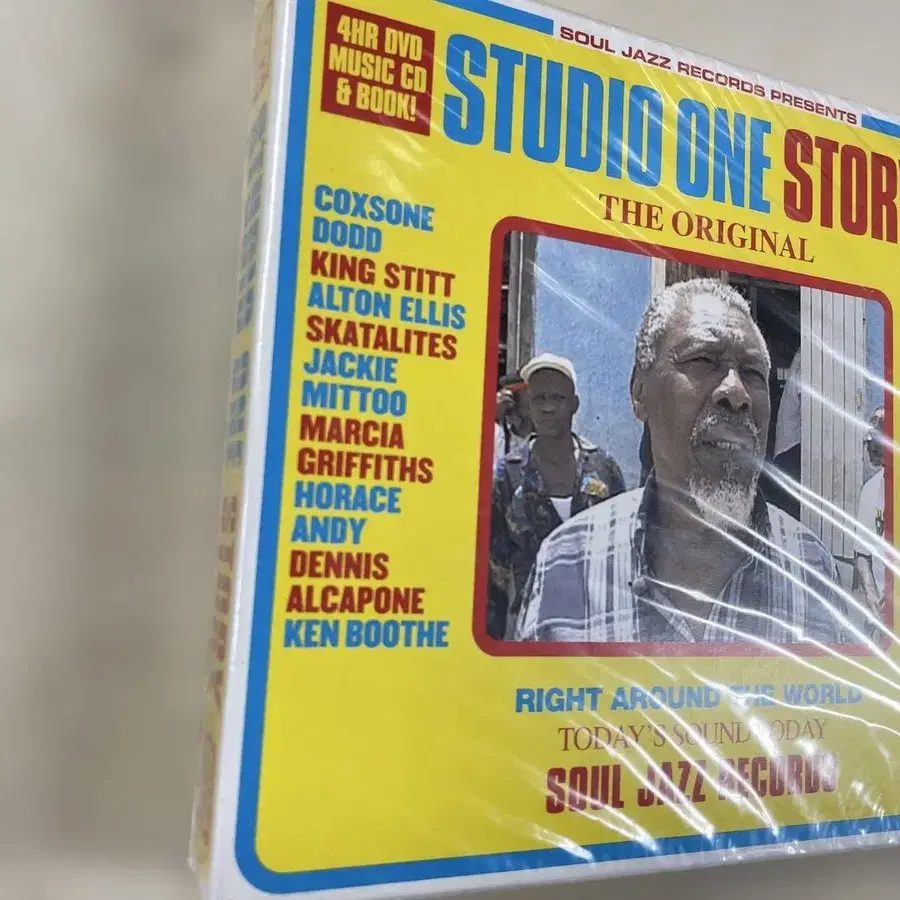 SOUL JAZZ RECORDS PRESENTS
4HR DVD
MUSIC CD
& BOOK!
STUDIO ONE STORY
THE ORIGINAL
COXSONE
DODD
KING STITT
ALTON ELLIS
SKATALITES
JACKIE
MITTOO
MARCIA
GRIFFITHS
HORACE
ANDY
DENNIS
ALCAPONE
KEN BOOTHE
RIGHT AROUND THE WORLD
TODAY'S SOUND TODAY
SOUL JAZZ RECORDS